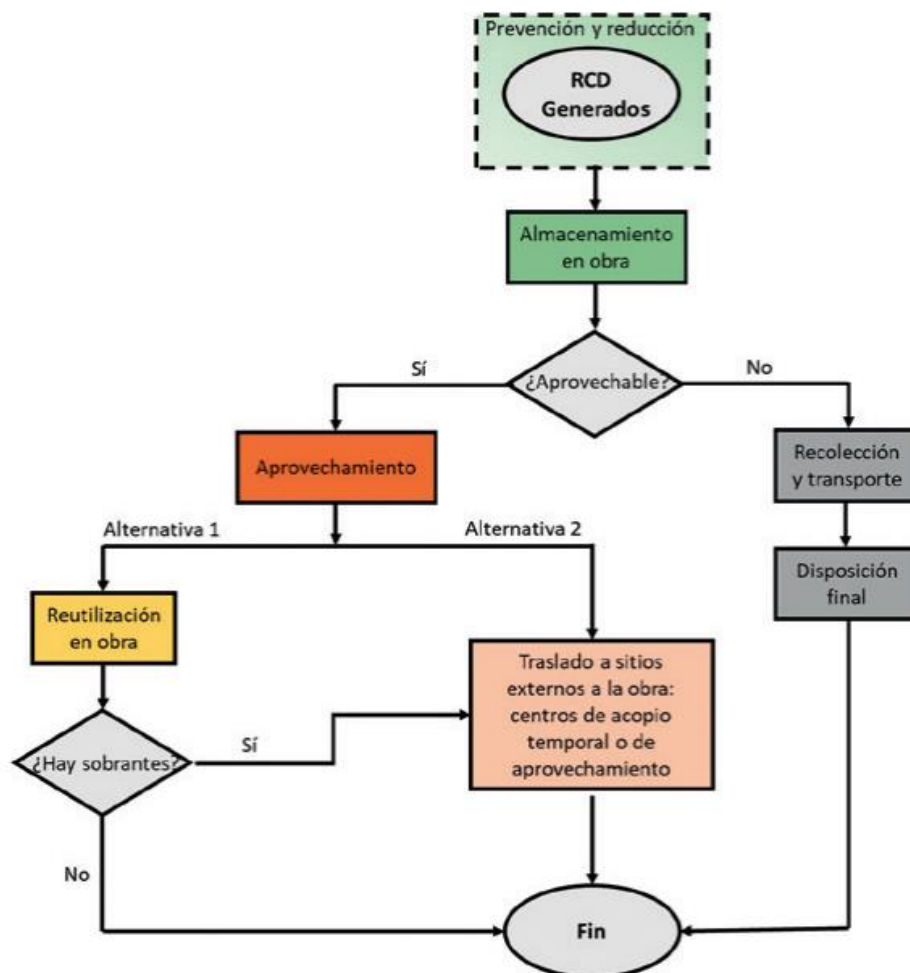 Prevención y reducción
RCD
Generados
Almacenamiento
en obra
¿Aprovechable?
Sí
No
Aprovechamiento
Recolección
y transporte
Alternativa 1
Alternativa 2
Disposición
final
Reutilización
en obra
Traslado a sitios
externos a la obra:
centros de acopio
temporal o de
aprovechamiento
¿Hay sobrantes?
Sí
No
Fin